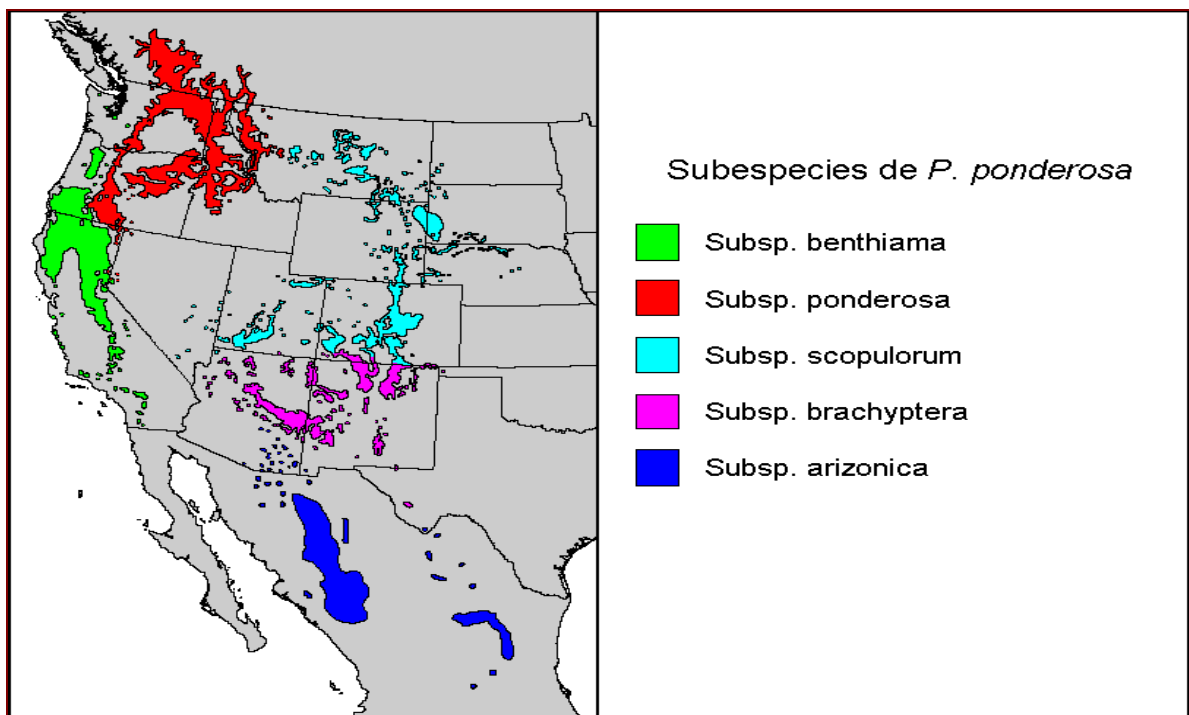 Subespecies de P. ponderosa
Subsp. benthiama
Subsp. ponderosa
Subsp. scopulorum
Subsp. brachyptera
Subsp. arizonica